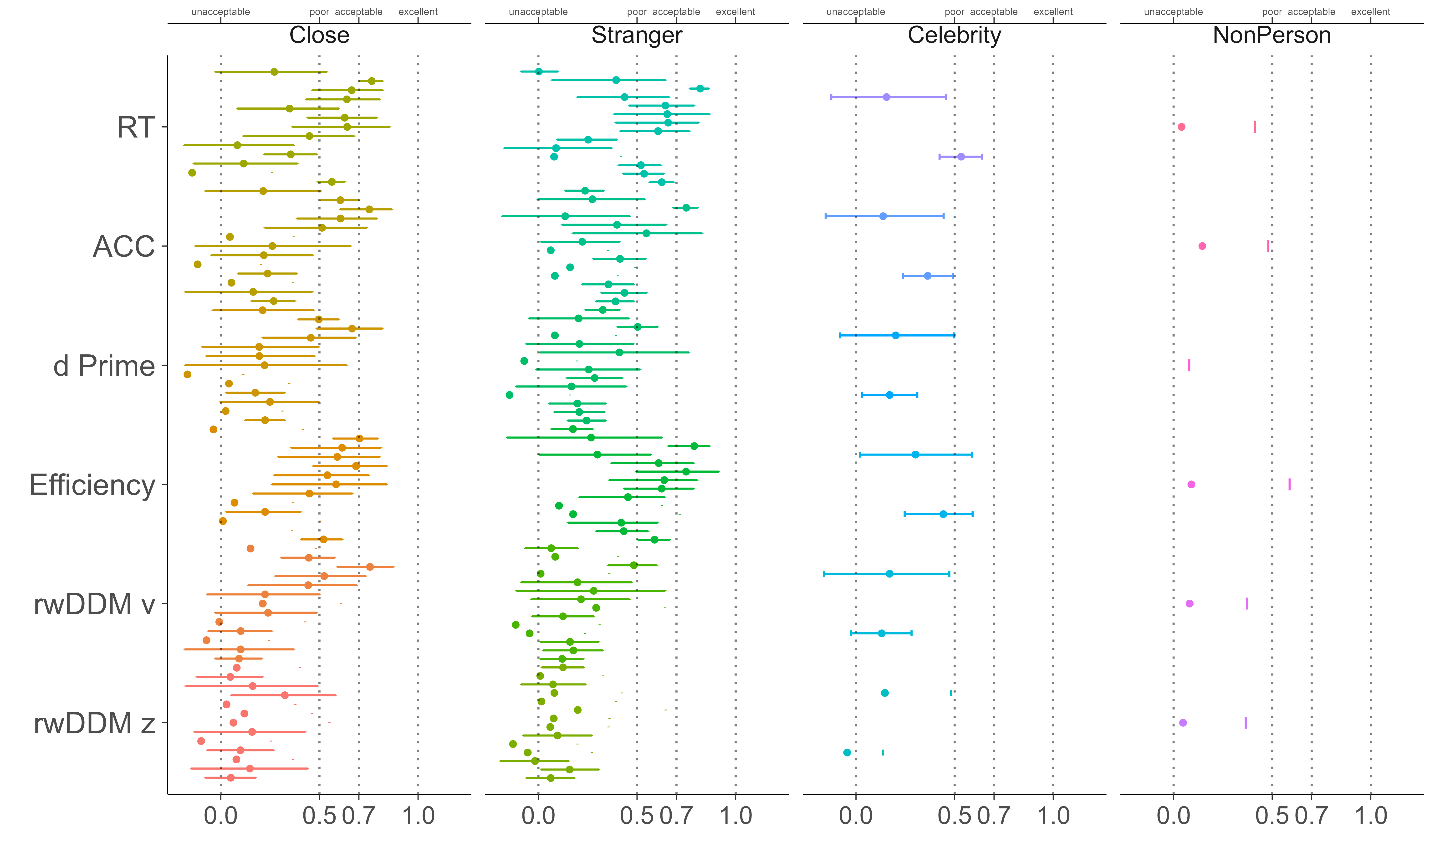 unacceptable poor acceptable excellent unacceptable poor acceptable excellent unacceptable poor acceptable excellent unacceptable poor acceptable excellent
Close Stranger Celebrity NonPerson
RT
ACC
d Prime
Efficiency
rwDDM v
rwDDM z
0.0 0.5 0.7 1.0 0.0 0.5 0.7 1.0 0.0 0.5 0.7 1.0 0.0 0.5 0.7 1.0